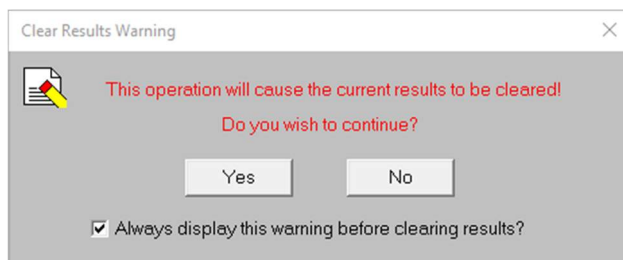 Clear Results Warning
This operation will cause the current results to be cleared!
Do you wish to continue?
Yes
No
Always display this warning before clearing results?